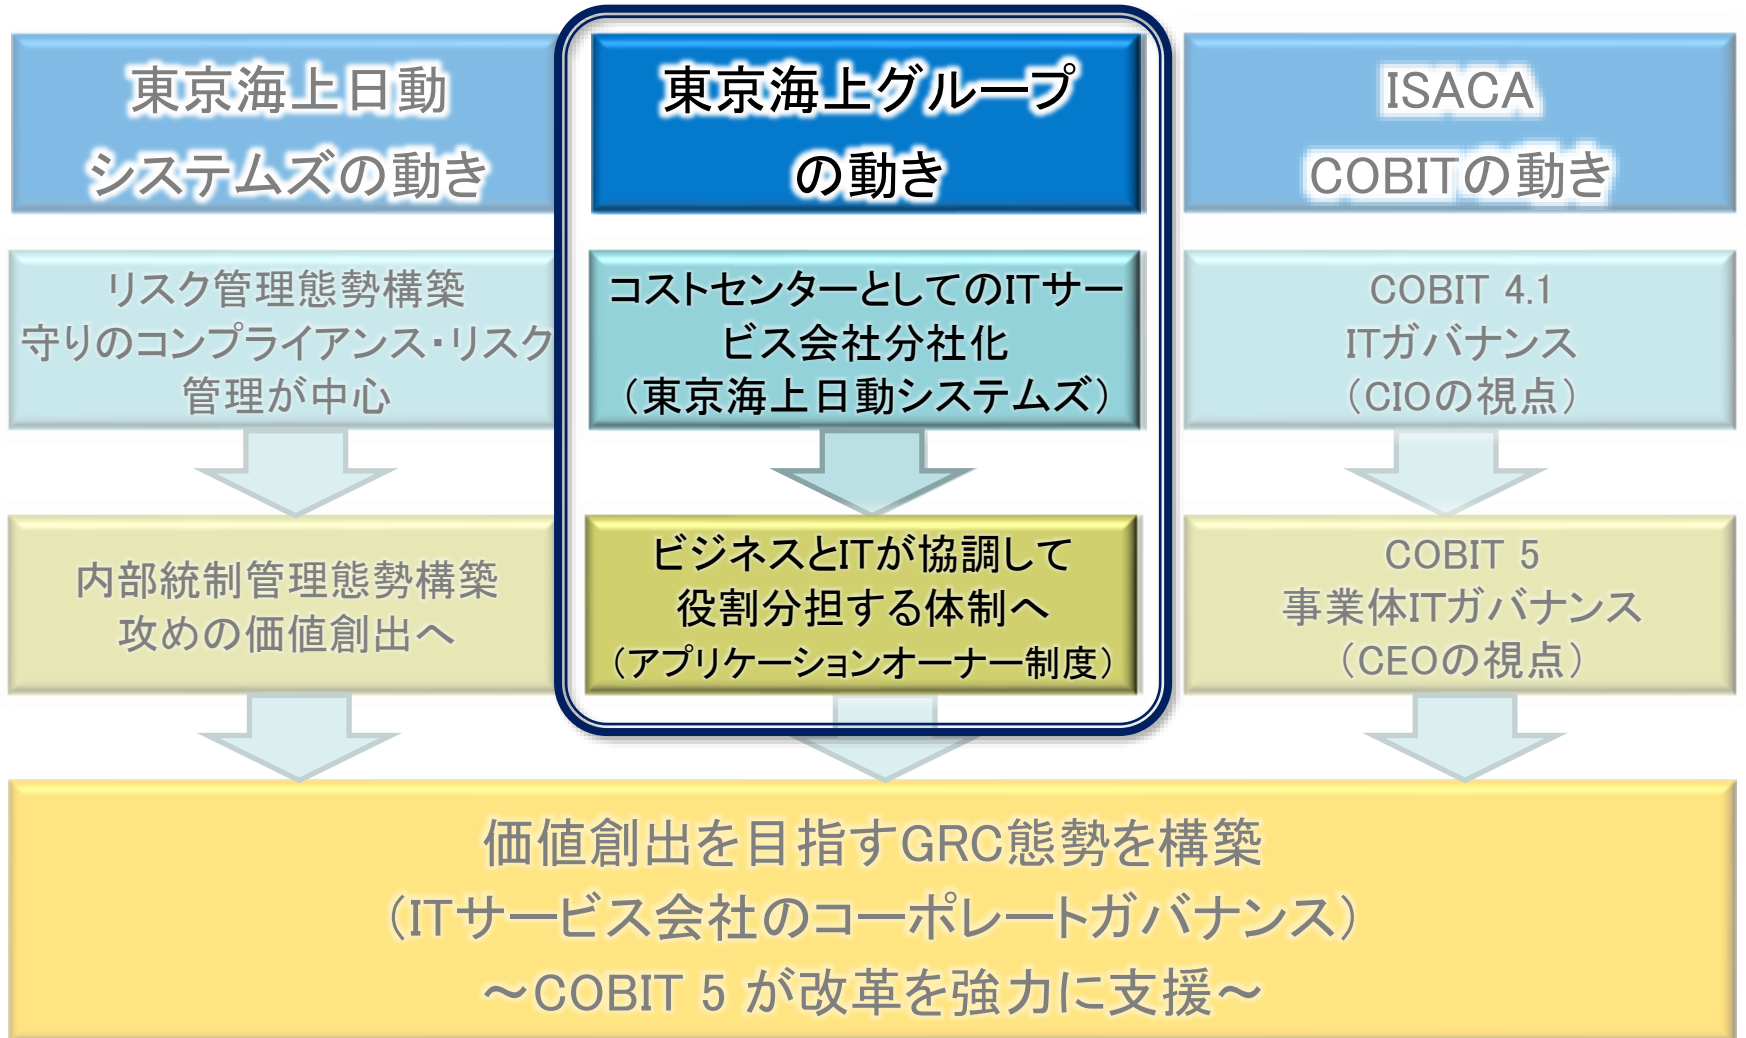 東京海上日動
システムズの動き
東京海上グループ
の動き
ISACA
COBITの動き
リスク管理態勢構築
守りのコンプライアンス・リスク
管理が中心
コストセンターとしてのITサー
ビス会社分社化
（東京海上日動システムズ）
COBIT 4.1
ITガバナンス
（CIOの視点）
内部統制管理態勢構築
攻めの価値創出へ
ビジネスとITが協調して
役割分担する体制へ
（アプリケーションオーナー制度）
COBIT 5
事業体ITガバナンス
（CEOの視点）
価値創出を目指すGRC態勢を構築
（ITサービス会社のコーポレートガバナンス）
～COBIT 5 が改革を強力に支援～